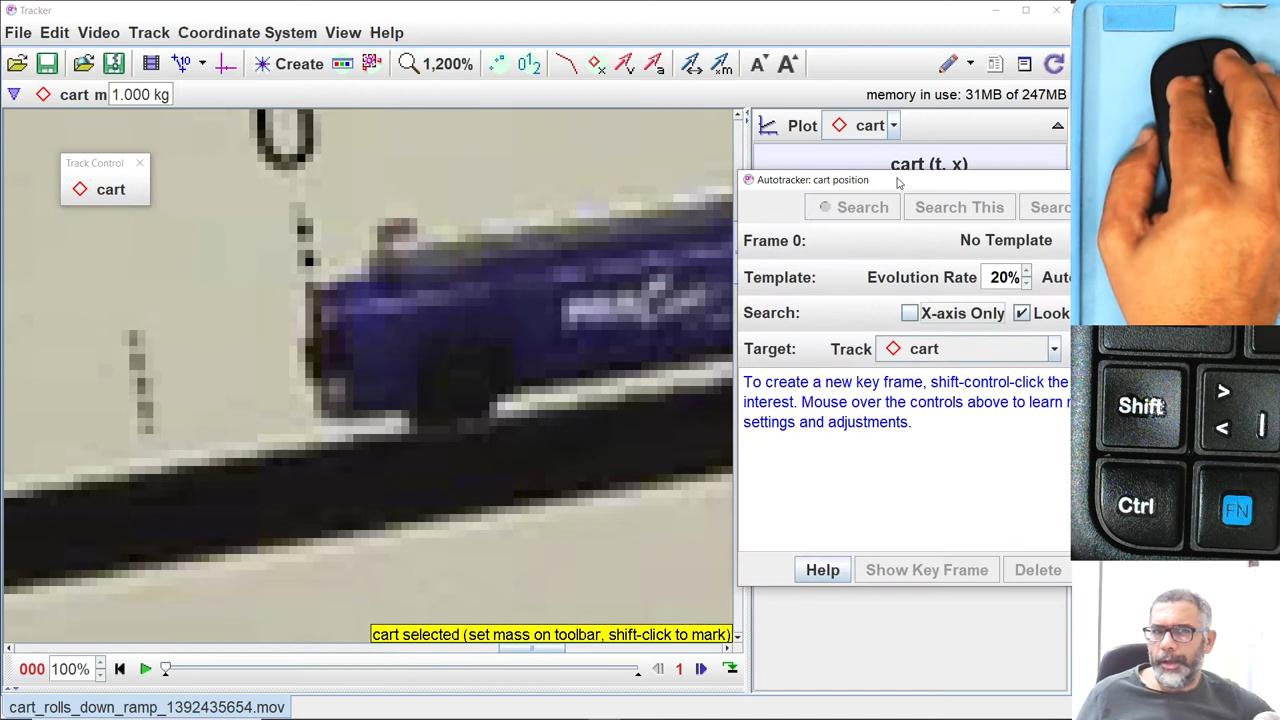 Tracker
File Edit Video Track Coordinate System View Help
Create 1,200%
cart m 1.000 kg
memory in use: 31MB of 247MB
Plot cart
cart (t, x)
Track Control
cart
Autotracker: cart position
Search Search This Searc
Frame 0: No Template
Template: Evolution Rate 20% Auto
Search: X-axis Only Look
Target: Track cart
To create a new key frame, shift-control-click the
interest. Mouse over the controls above to learn
settings and adjustments.
Help Show Key Frame Delete
cart selected (set mass on toolbar, shift-click to mark)
000 100% 1
cart_rolls_down_ramp_1392435654.mov
Shift > <
Ctrl FN